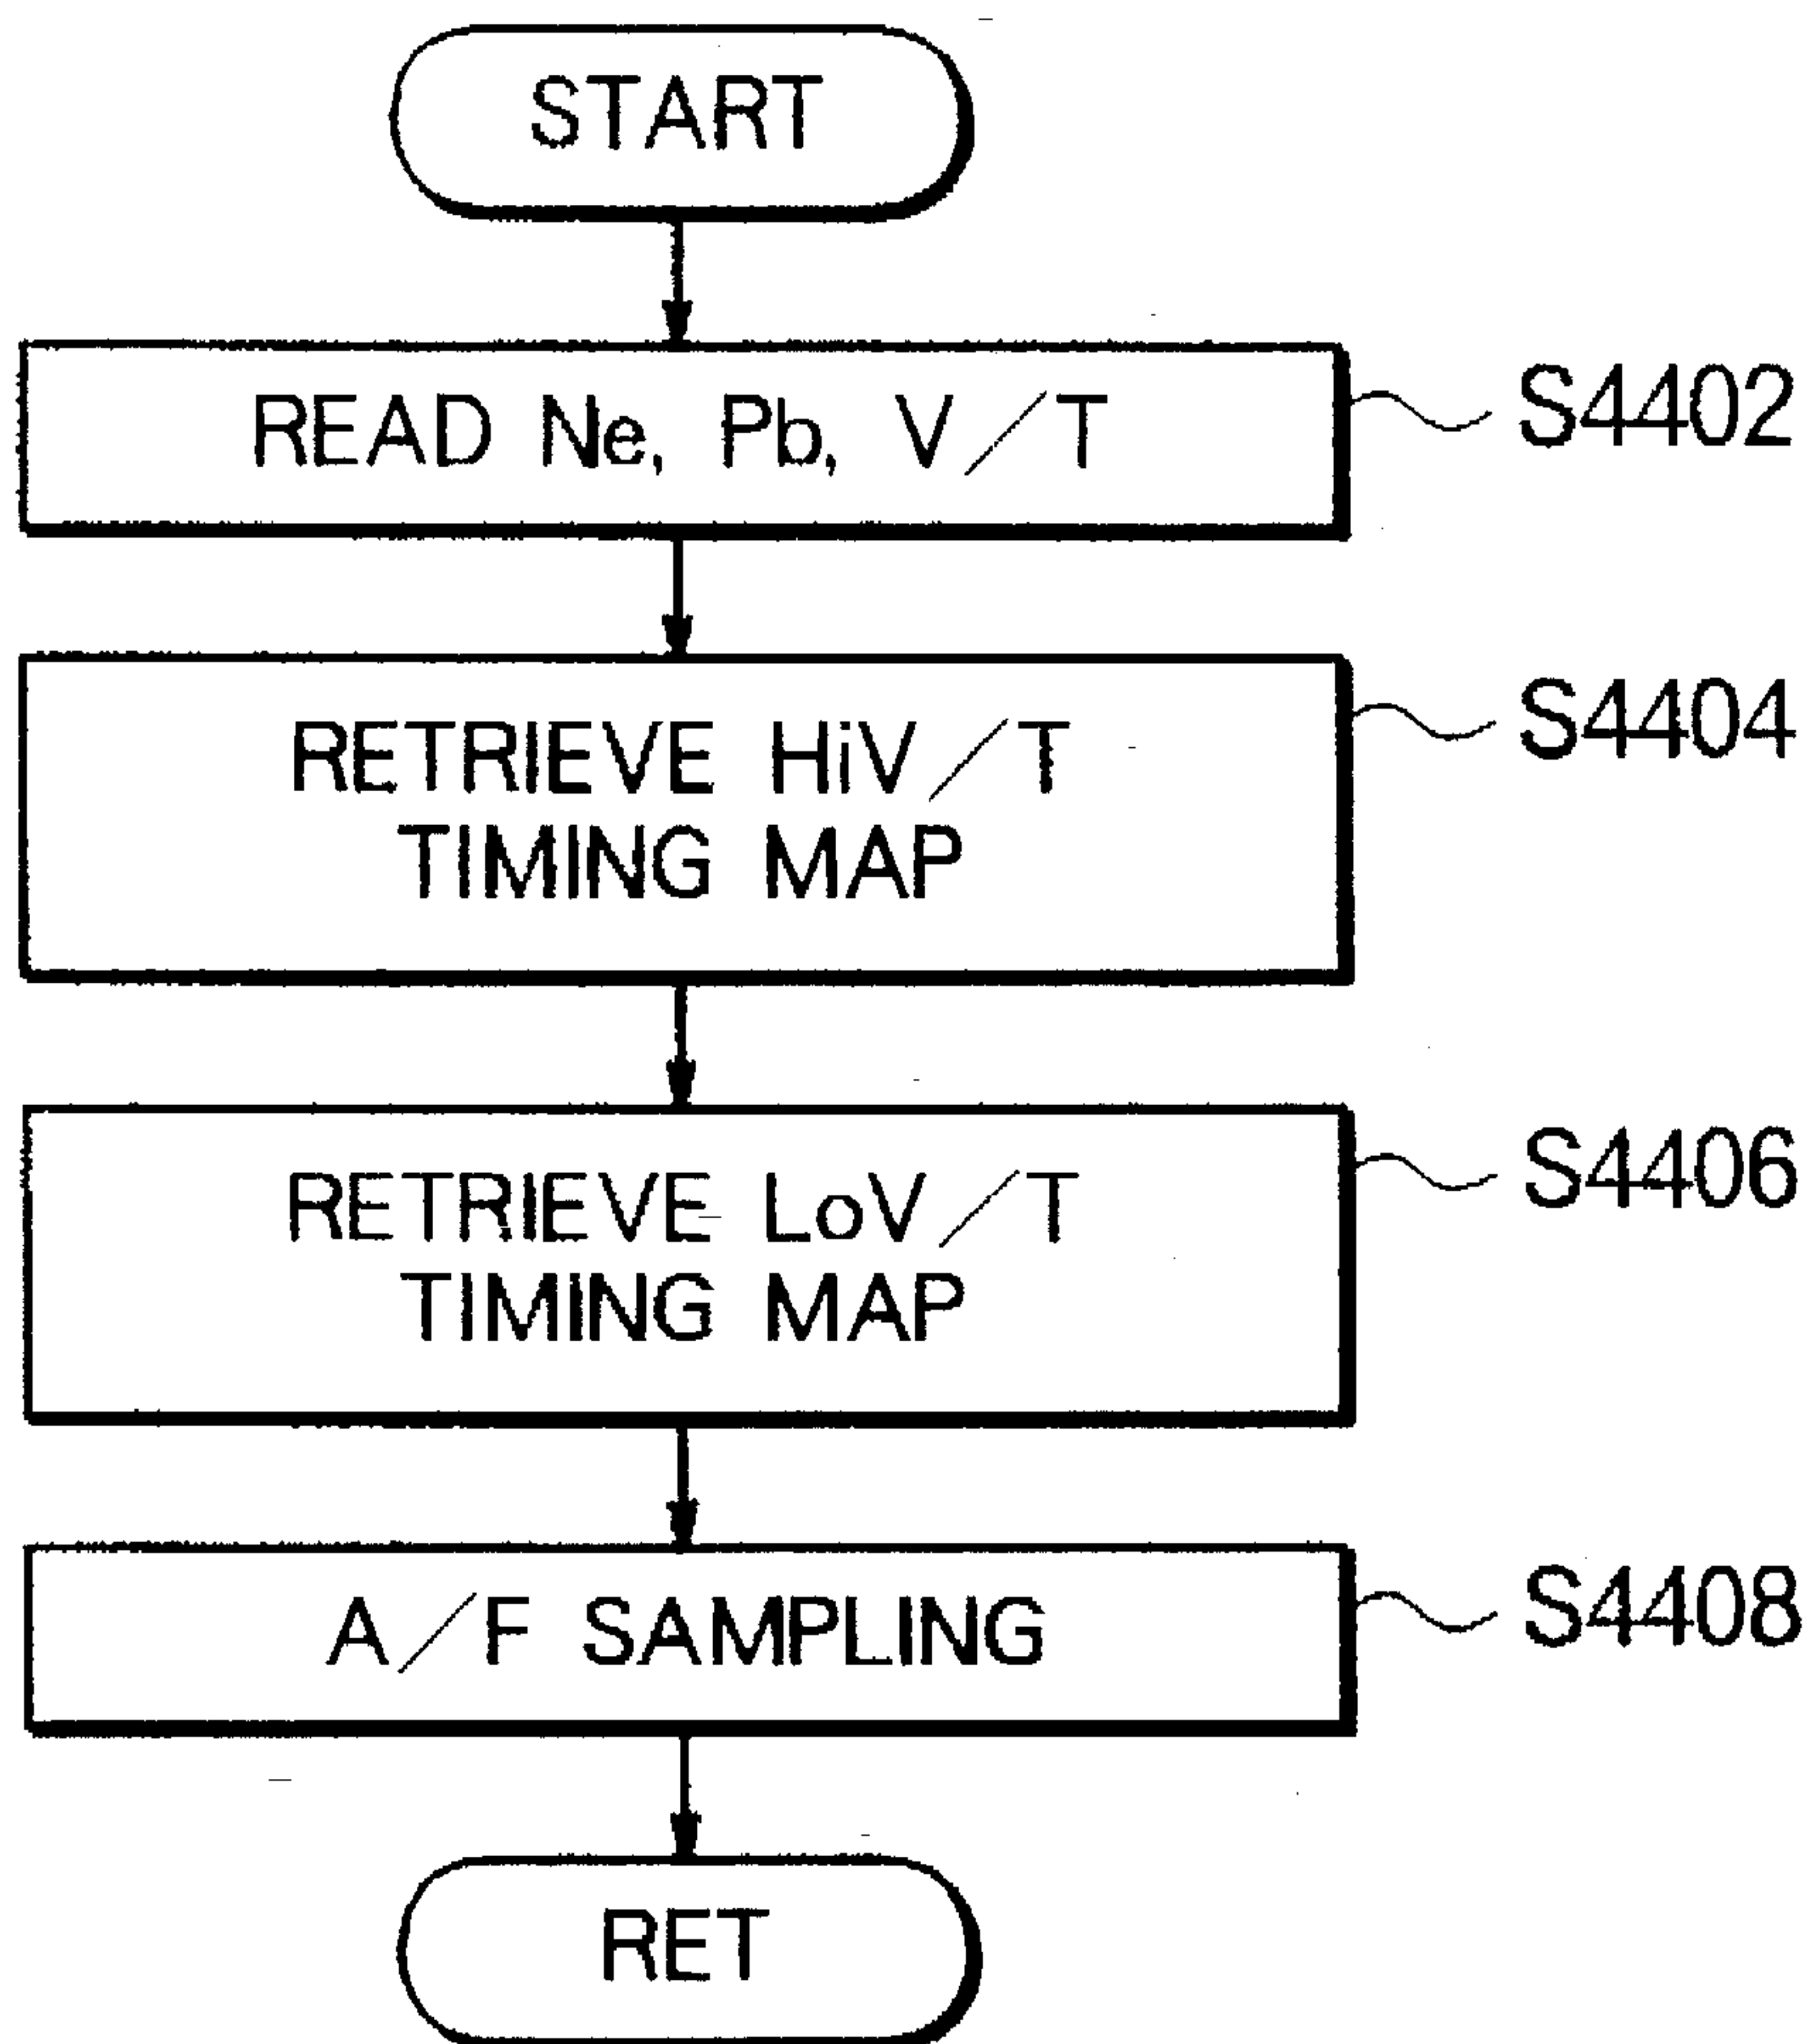 START
READ Ne, Pb, V/T
S4402
RETRIEVE HiV/T
TIMING MAP
S4404
RETRIEVE LoV/T
TIMING MAP
S4406
A/F SAMPLING
S4408
RET